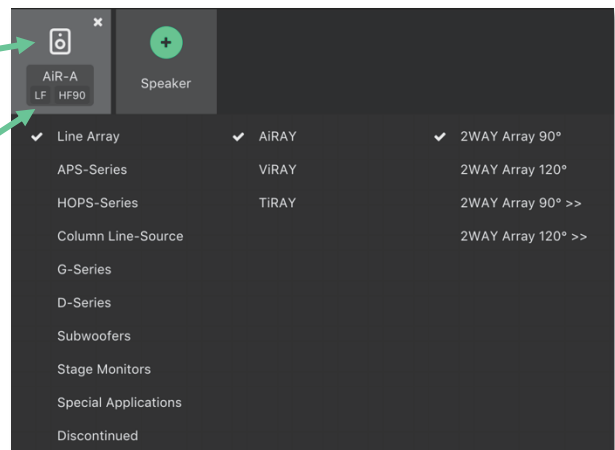 AiR-A
LF HF90
Speaker
Line Array AiRAY 2WAY Array 90°
APS-Series ViRAY 2WAY Array 120°
HOPS-Series TiRAY 2WAY Array 90° >>
Column Line-Source 2WAY Array 120° >>
G-Series
D-Series
Subwoofers
Stage Monitors
Special Applications
Discontinued